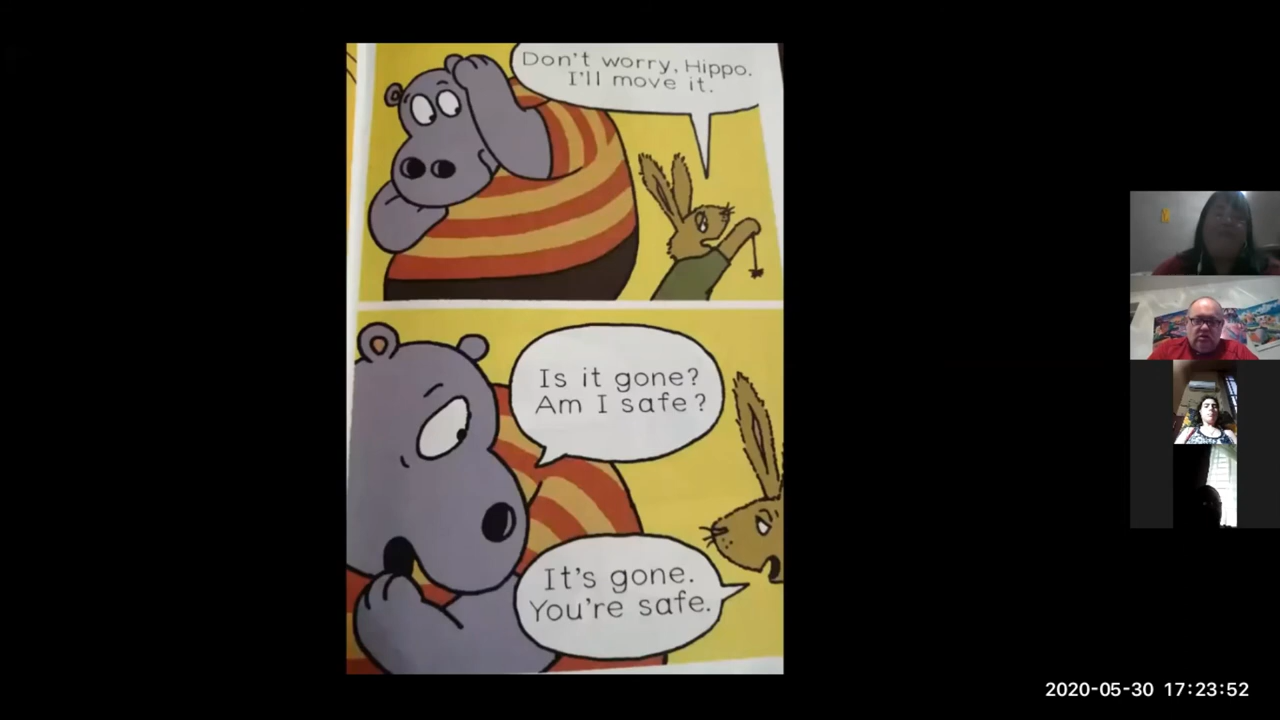 Don't worry, Hippo.
I'll move it.
Is it gone?
Am I safe?
It's gone.
You're safe.
2020-05-30 17:23:52